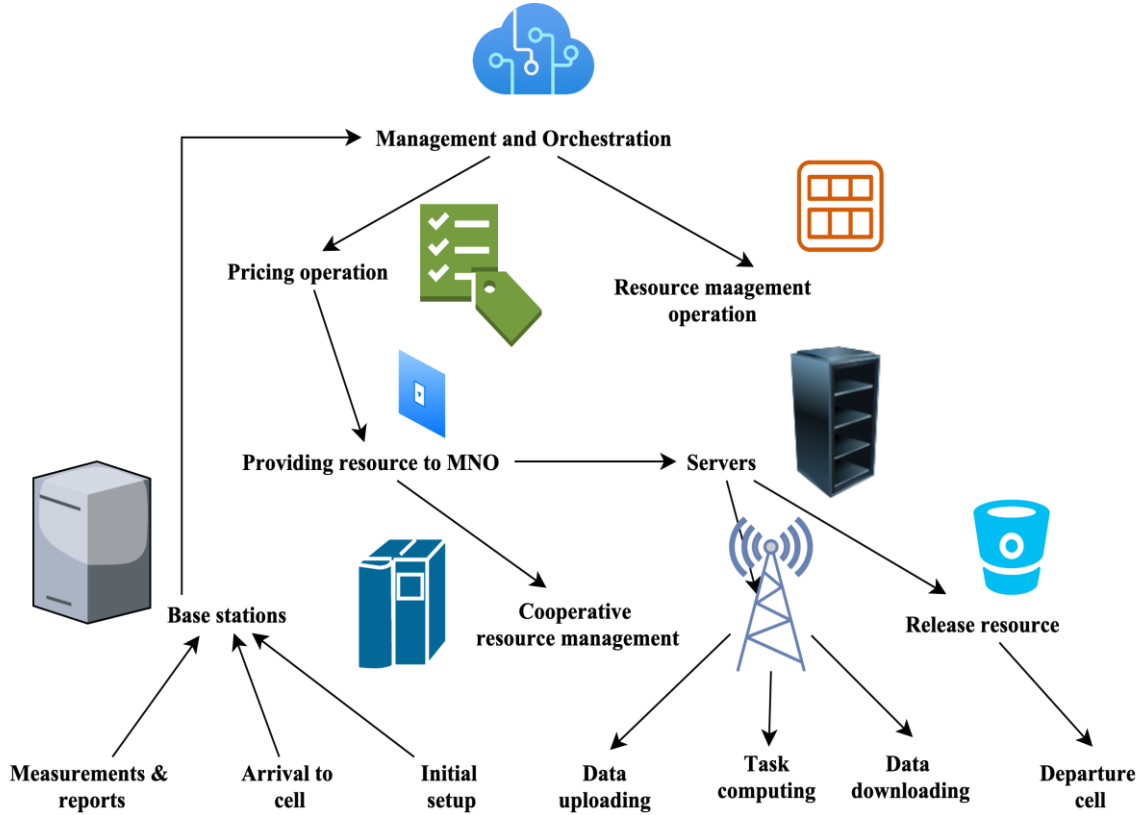 Management and Orchestration
Pricing operation
Resource maagement
operation
Providing resource to MNO
Servers
Base stations
Cooperative
resource management
Release resource
Measurements &
reports
Arrival to
cell
Initial
setup
Data
uploading
Task
computing
Data
downloading
Departure
cell